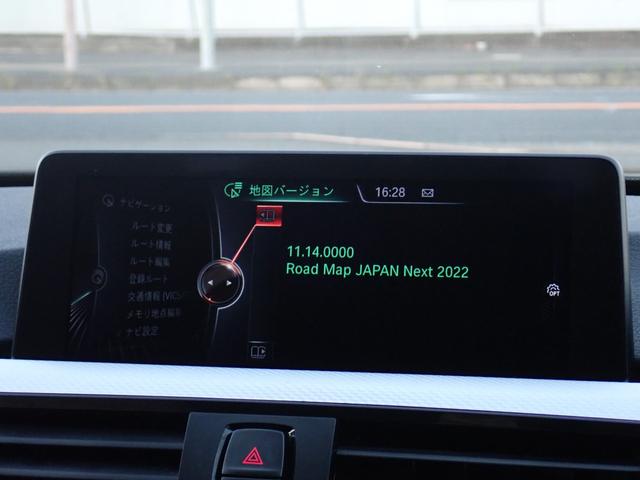 地図バージョン 16:28
ナビゲーション
ルート変更
ルート情報
ルート編集
登録ルート
交通情報 (VICS)
メモリ地点編集
ナビ設定
11.14.0000
Road Map JAPAN Next 2022
OPT